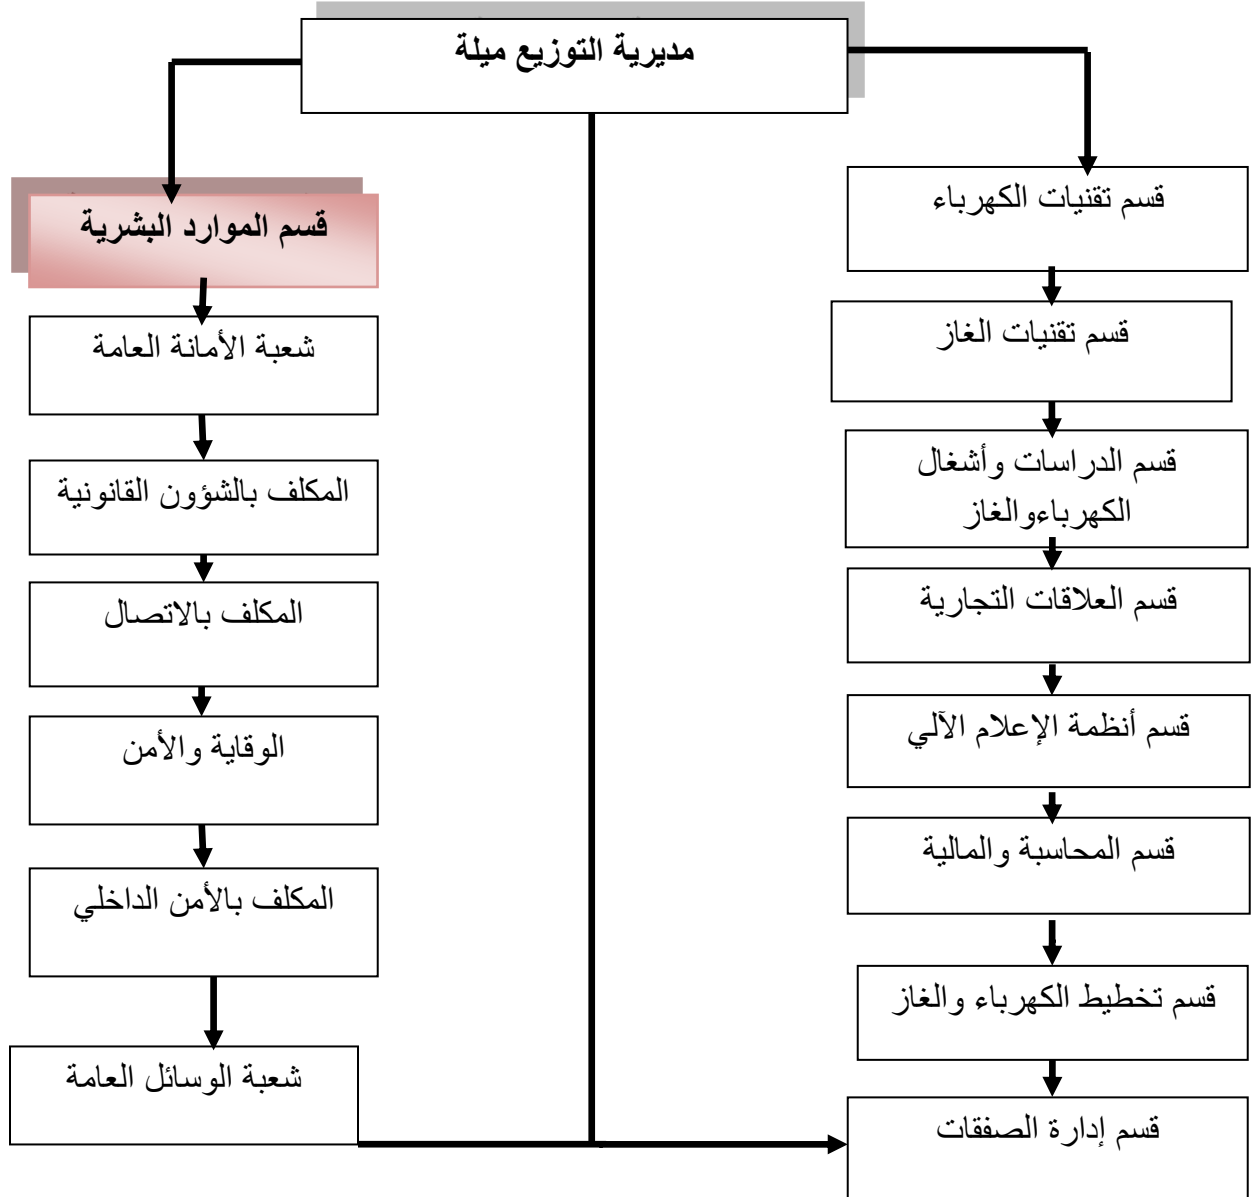 مديرية التوزيع ميلة
قسم تقنيات الكهرباء
قسم تقنيات الغاز
قسم الدراسات وأشغال
الكهرباءوالغاز
قسم العلاقات التجارية
قسم أنظمة الإعلام الآلي
قسم المحاسبة والمالية
قسم تخطيط الكهرباء والغاز
قسم إدارة الصفقات
قسم الموارد البشرية
شعبة الأمانة العامة
المكلف بالشؤون القانونية
المكلف بالاتصال
الوقاية والأمن
المكلف بالأمن الداخلي
شعبة الوسائل العامة